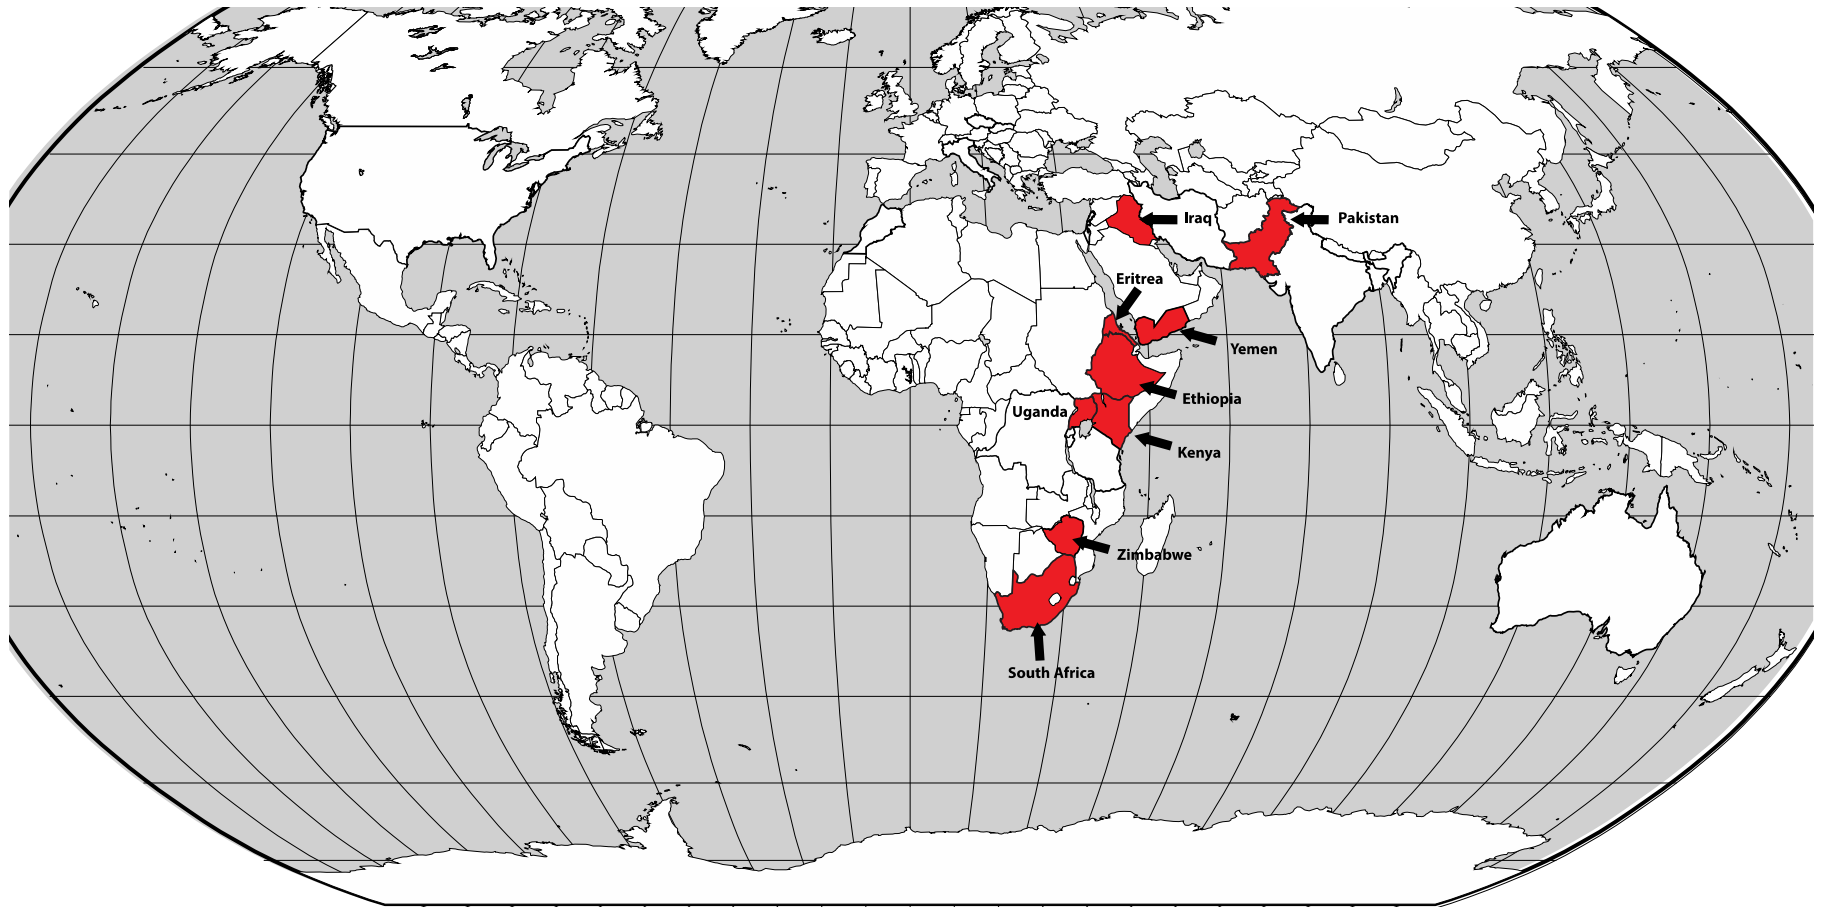 Iraq
Pakistan
Eritrea
Yemen
Ethiopia
Uganda
Kenya
Zimbabwe
South Africa